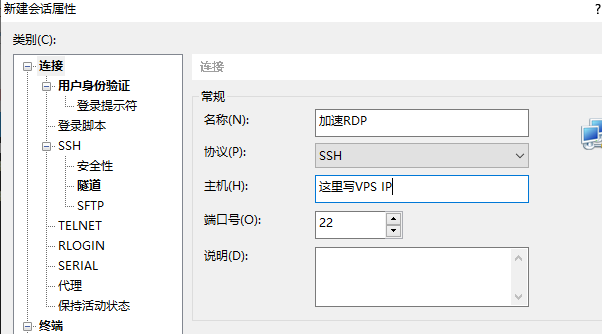 新建会话属性
?
类别(C):
连接
用户身份验证
登录提示符
登录脚本
SSH
安全性
隧道
SFTP
TELNET
RLOGIN
SERIAL
代理
保持活动状态
终端
连接
常规
名称(N):
加速RDP
协议(P):
SSH
主机(H):
这里写VPS IP
端口号(O):
22
说明(D):